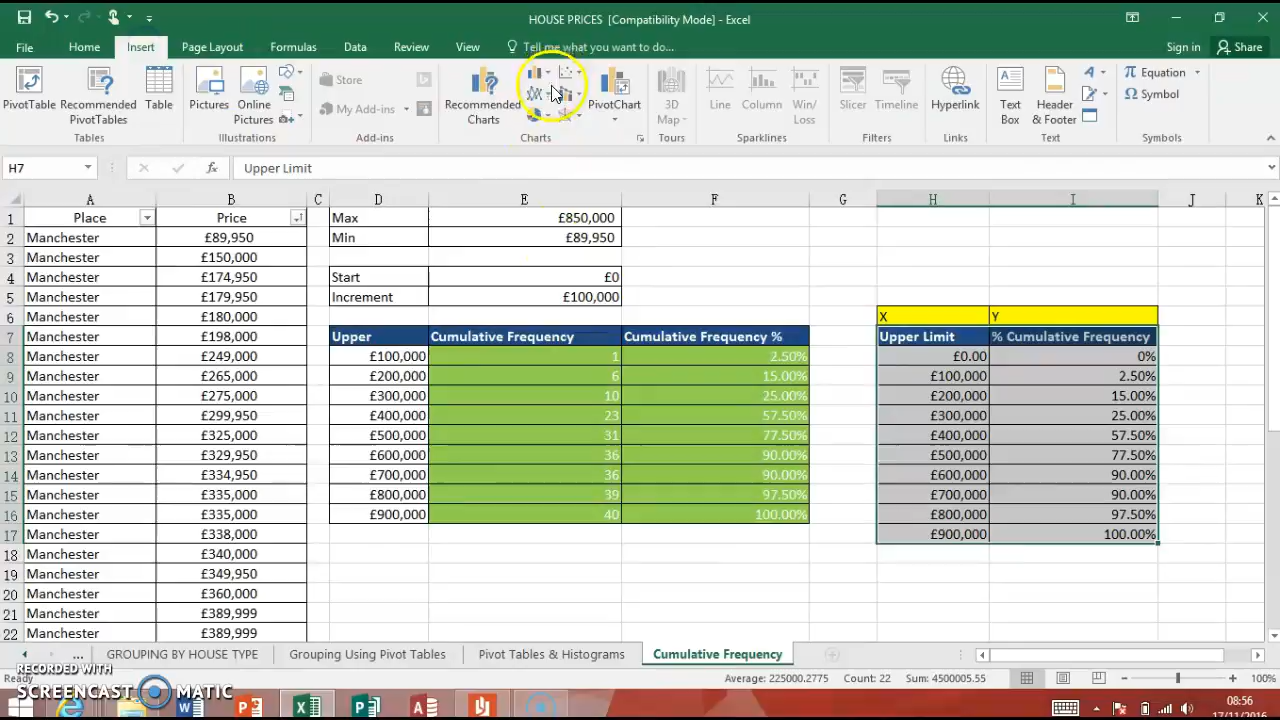 HOUSE PRICES [Compatibility Mode] - Excel
File Home Insert Page Layout Formulas Data Review View Tell me what you want to do... Sign in Share
PivotTable Recommended PivotTables Table Pictures Online Pictures Store My Add-ins Recommended Charts PivotChart 3D Map Line Column Win/Loss Slicer Timeline Hyperlink Text Box Header & Footer Equation Symbol
Tables Illustrations Add-ins Charts Tours Sparklines Filters Links Text Symbols
H7 fx Upper Limit
A B C D E F G H I J K
1 Place Price Max £850,000
2 Manchester £89,950 Min £89,950
3 Manchester £150,000
4 Manchester £174,950 Start £0
5 Manchester £179,950 Increment £100,000
6 Manchester £180,000 X Y
7 Manchester £198,000 Upper Cumulative Frequency Cumulative Frequency % Upper Limit % Cumulative Frequency
8 Manchester £249,000 £100,000 1 2.50% £0.00 0%
9 Manchester £265,000 £200,000 6 15.00% £100,000 2.50%
10 Manchester £275,000 £300,000 10 25.00% £200,000 15.00%
11 Manchester £299,950 £400,000 23 57.50% £300,000 25.00%
12 Manchester £325,000 £500,000 31 77.50% £400,000 57.50%
13 Manchester £329,950 £600,000 36 90.00% £500,000 77.50%
14 Manchester £334,950 £700,000 36 90.00% £600,000 90.00%
15 Manchester £335,000 £800,000 39 97.50% £700,000 90.00%
16 Manchester £335,000 £900,000 40 100.00% £800,000 97.50%
17 Manchester £338,000 £900,000 100.00%
18 Manchester £340,000
19 Manchester £349,950
20 Manchester £360,000
21 Manchester £389,999
22 Manchester £389,999
... GROUPING BY HOUSE TYPE Grouping Using Pivot Tables Pivot Tables & Histograms Cumulative Frequency
RECORDED WITH
Ready Average: 225000.2775 Count: 22 Sum: 4500005.55 100%
SCREENCAST MATIC
08:56
17/11/2016